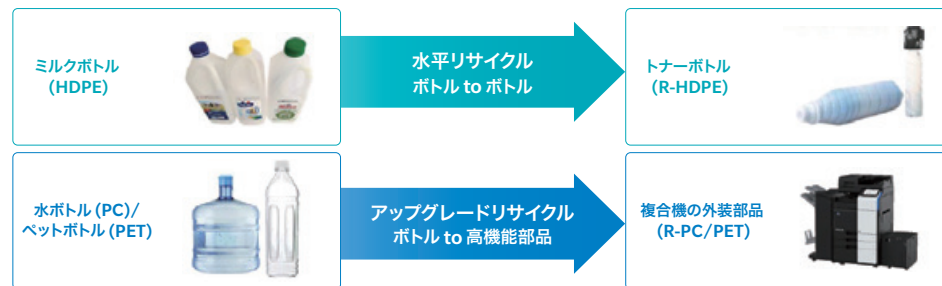 ミルクボトル
(HDPE)
水平リサイクル
ボトル to ボトル
トナーボトル
(R-HDPE)
水ボトル (PC)/
ペットボトル (PET)
アップグレードリサイクル
ボトル to 高機能部品
複合機の外装部品
(R-PC/PET)